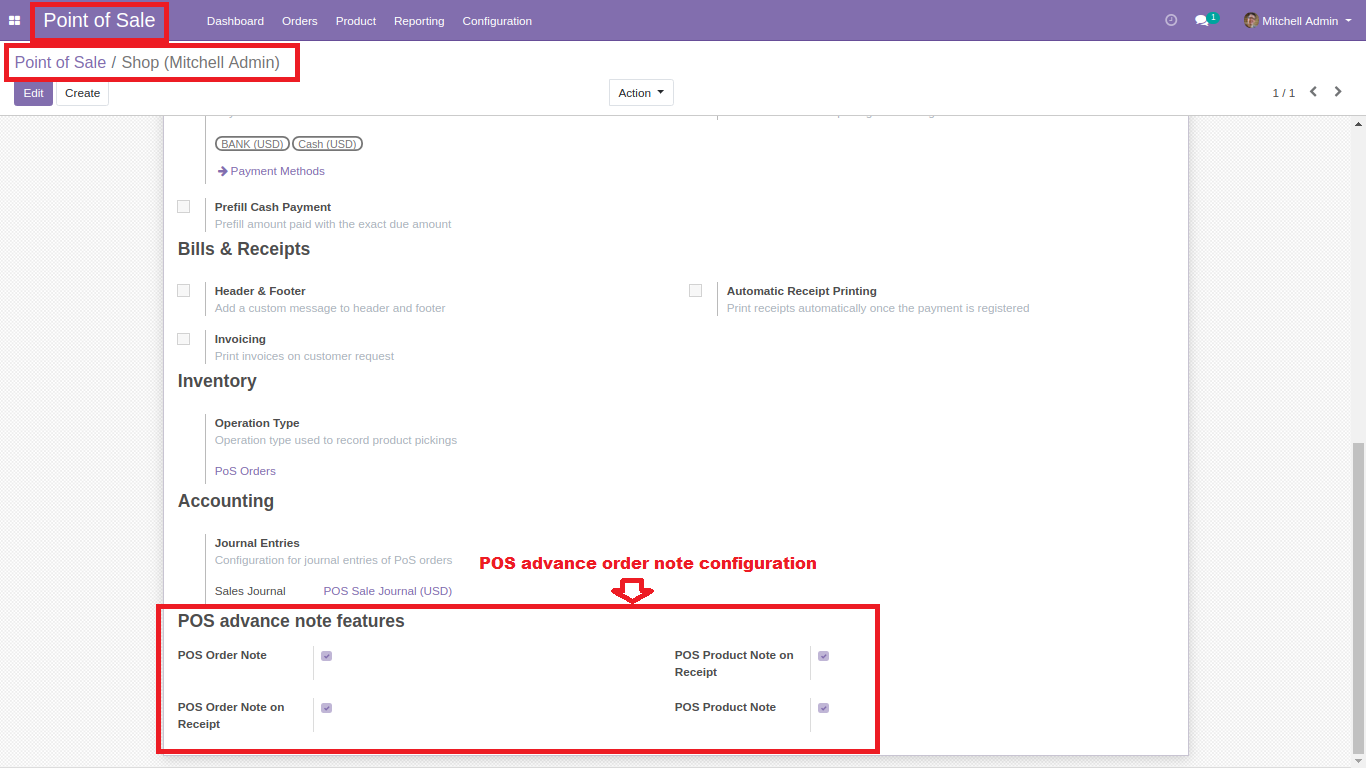 Point of Sale Dashboard Orders Product Reporting Configuration 1 Mitchell Admin
Point of Sale / Shop (Mitchell Admin)
Edit Create Action 1 / 1
BANK (USD) Cash (USD)
Payment Methods
Prefill Cash Payment
Prefill amount paid with the exact due amount
Bills & Receipts
Header & Footer
Add a custom message to header and footer
Automatic Receipt Printing
Print receipts automatically once the payment is registered
Invoicing
Print invoices on customer request
Inventory
Operation Type
Operation type used to record product pickings
PoS Orders
Accounting
Journal Entries
Configuration for journal entries of PoS orders
Sales Journal POS Sale Journal (USD)
POS advance order note configuration
POS advance note features
POS Order Note
POS Product Note on
Receipt
POS Order Note on
Receipt
POS Product Note